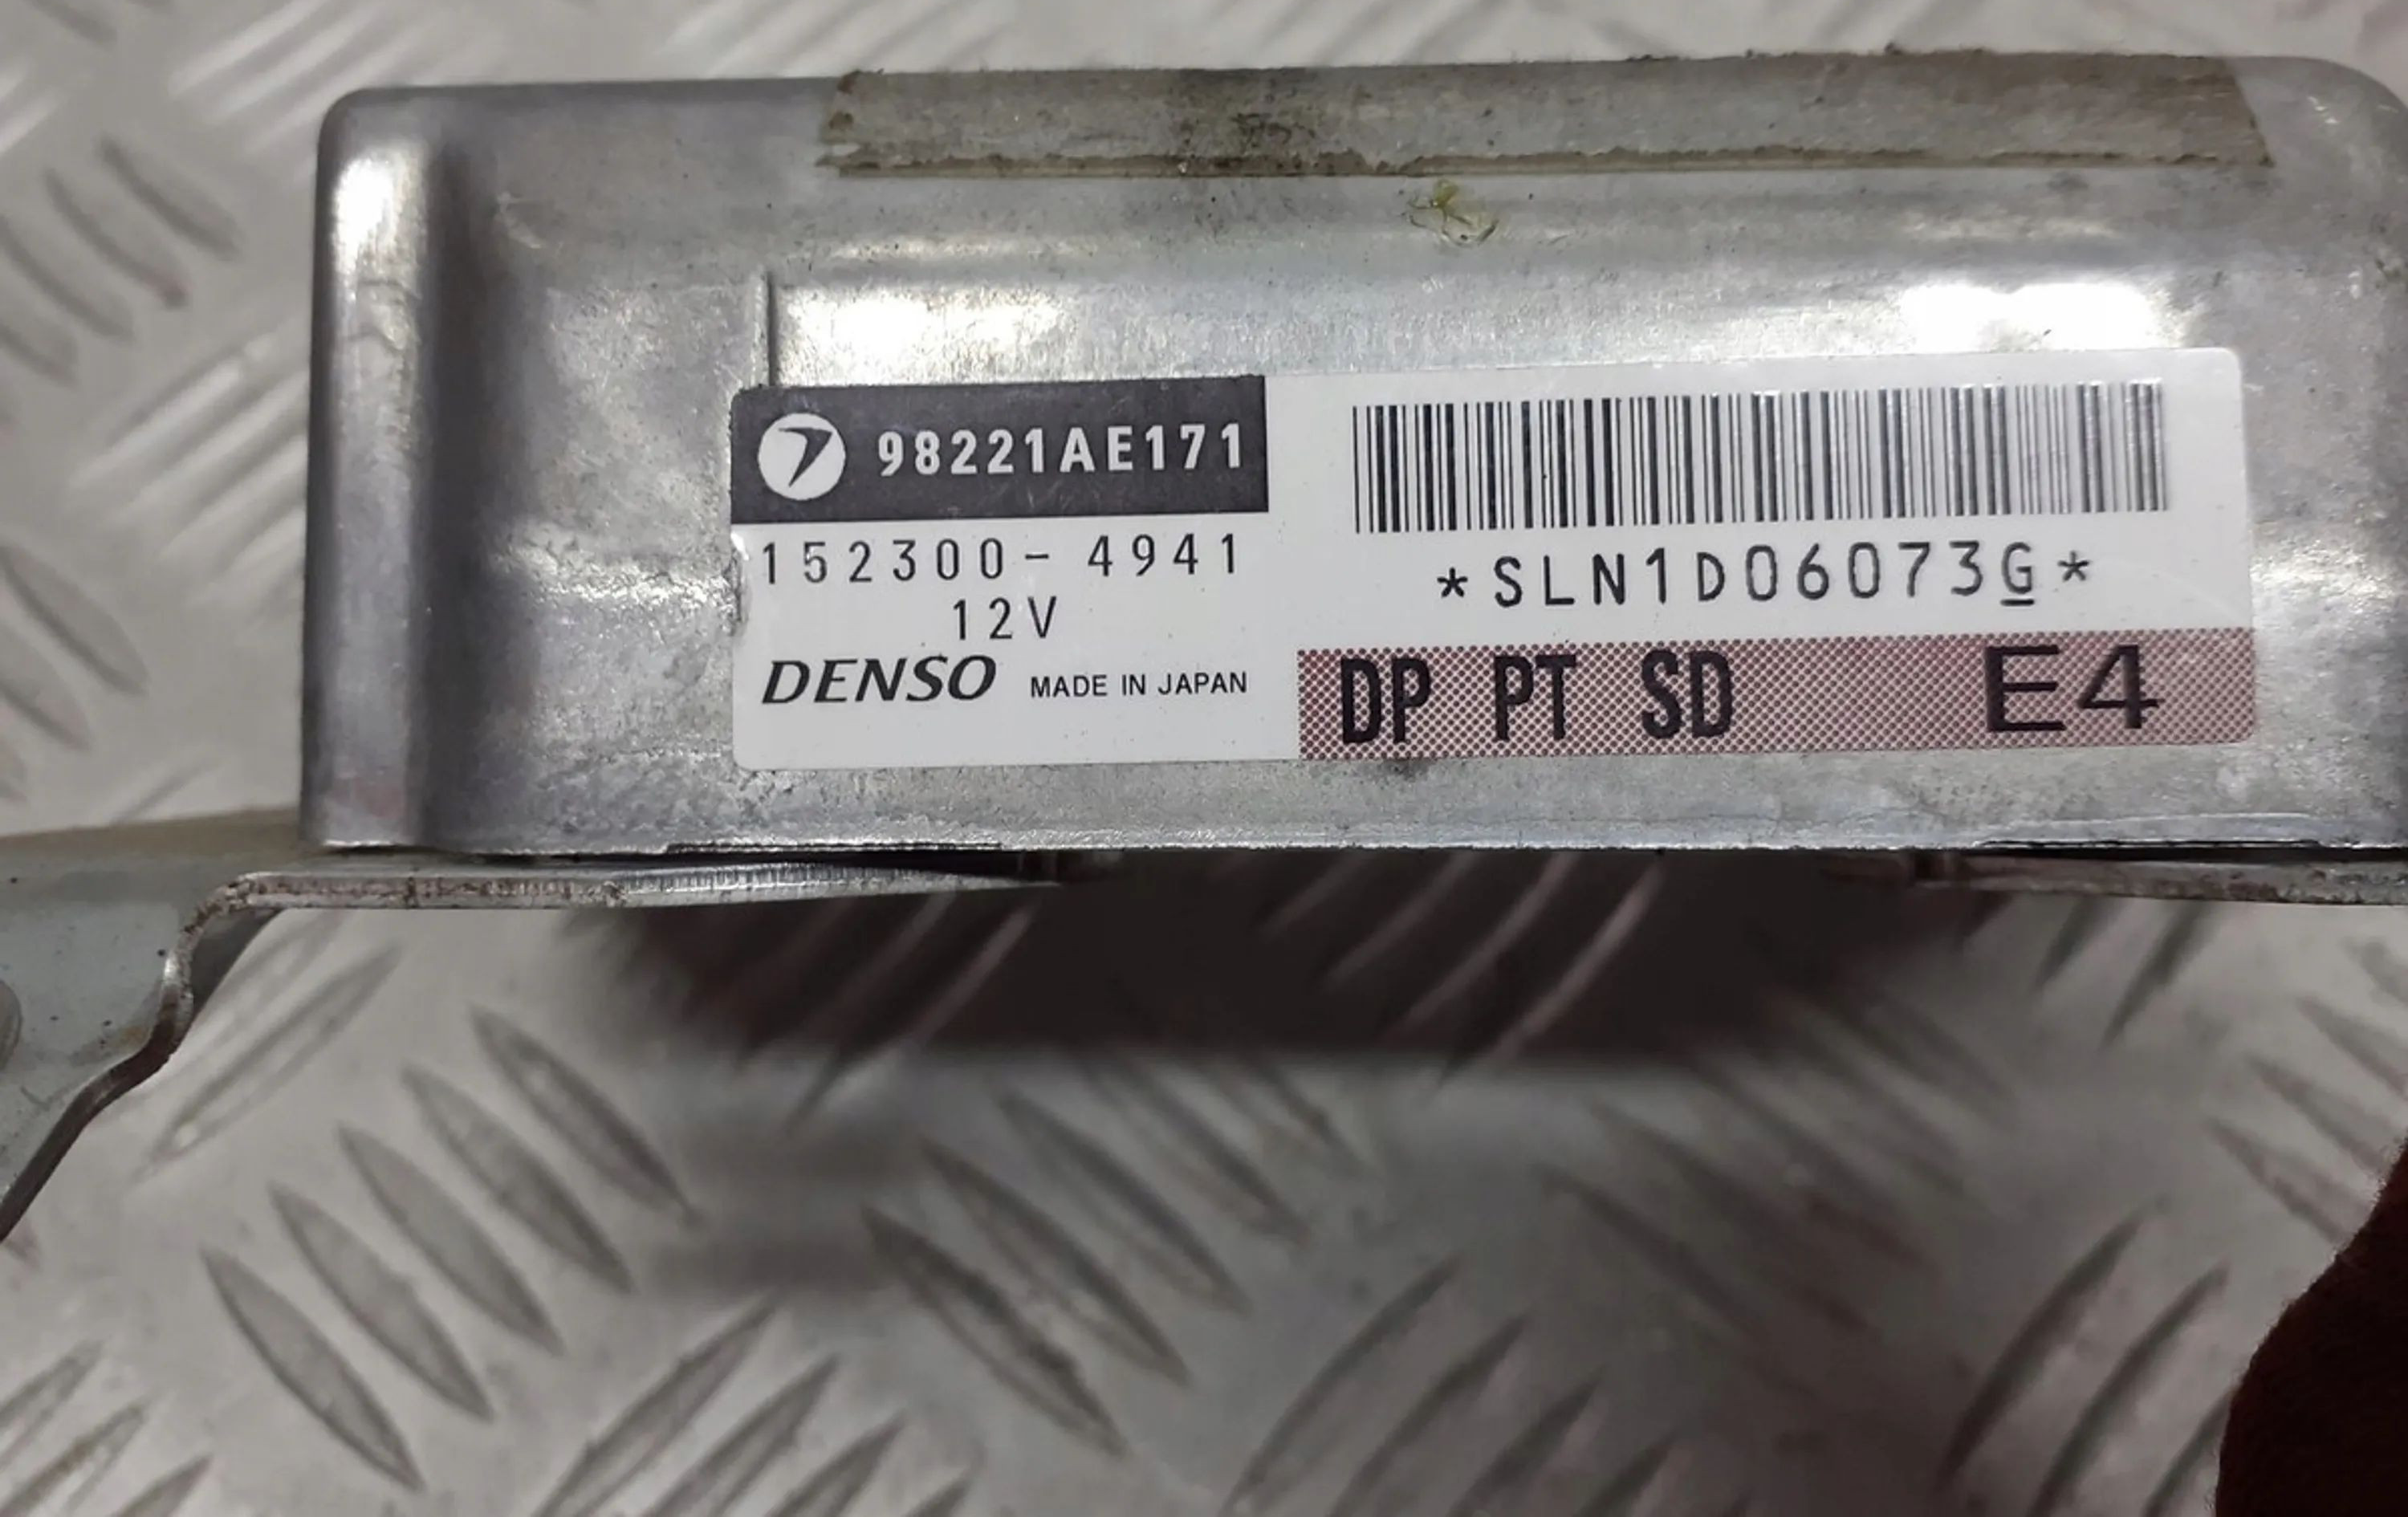 98221AE171
152300-4941
12V
DENSO MADE IN JAPAN
*SLN1D06073G*
DP PT SD E4